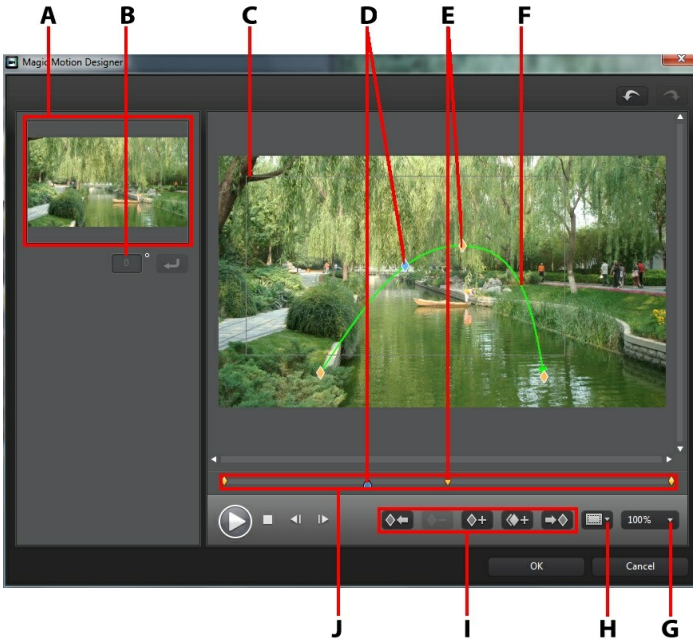 A B C D E F
Magic Motion Designer
0 °
100%
OK Cancel
J I H G